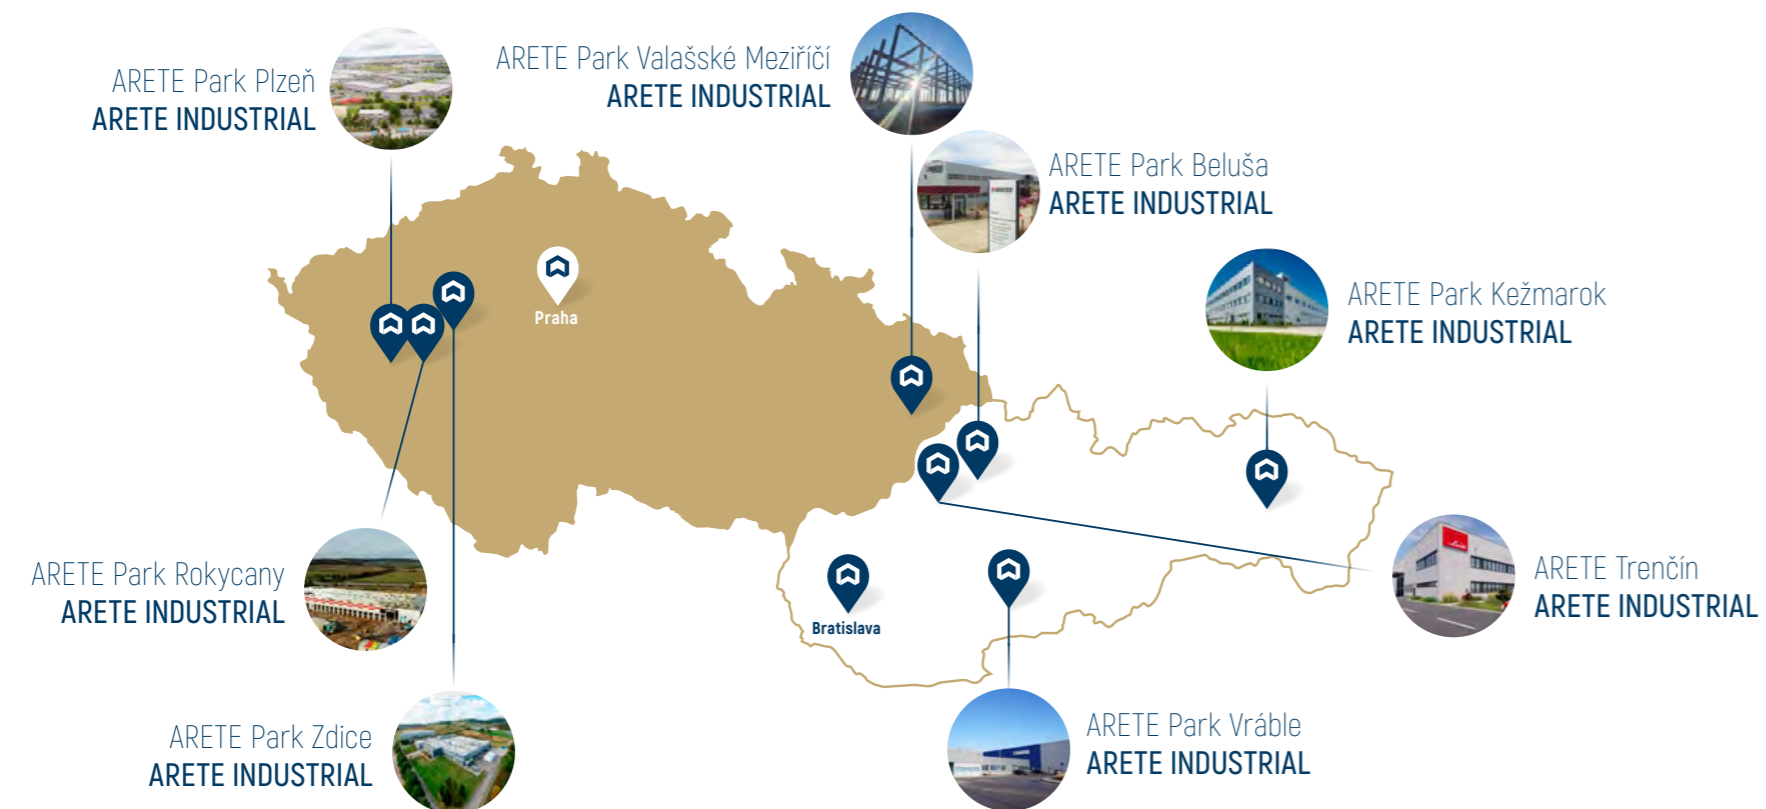 ARETE Park Plzeň
ARETE INDUSTRIAL
ARETE Park Valašské Meziříčí
ARETE INDUSTRIAL
ARETE Park Beluša
ARETE INDUSTRIAL
ARETE Park Kežmarok
ARETE INDUSTRIAL
Praha
ARETE Park Rokycany
ARETE INDUSTRIAL
Bratislava
ARETE Trenčín
ARETE INDUSTRIAL
ARETE Park Zdice
ARETE INDUSTRIAL
ARETE Park Vráble
ARETE INDUSTRIAL